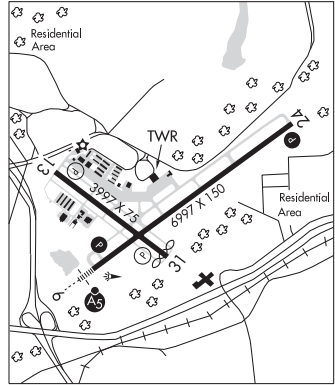 Residential
Area
TWR
24
P
13
P
3997 X 75
6997 X 150
Residential
Area
P
P
31
6
A5